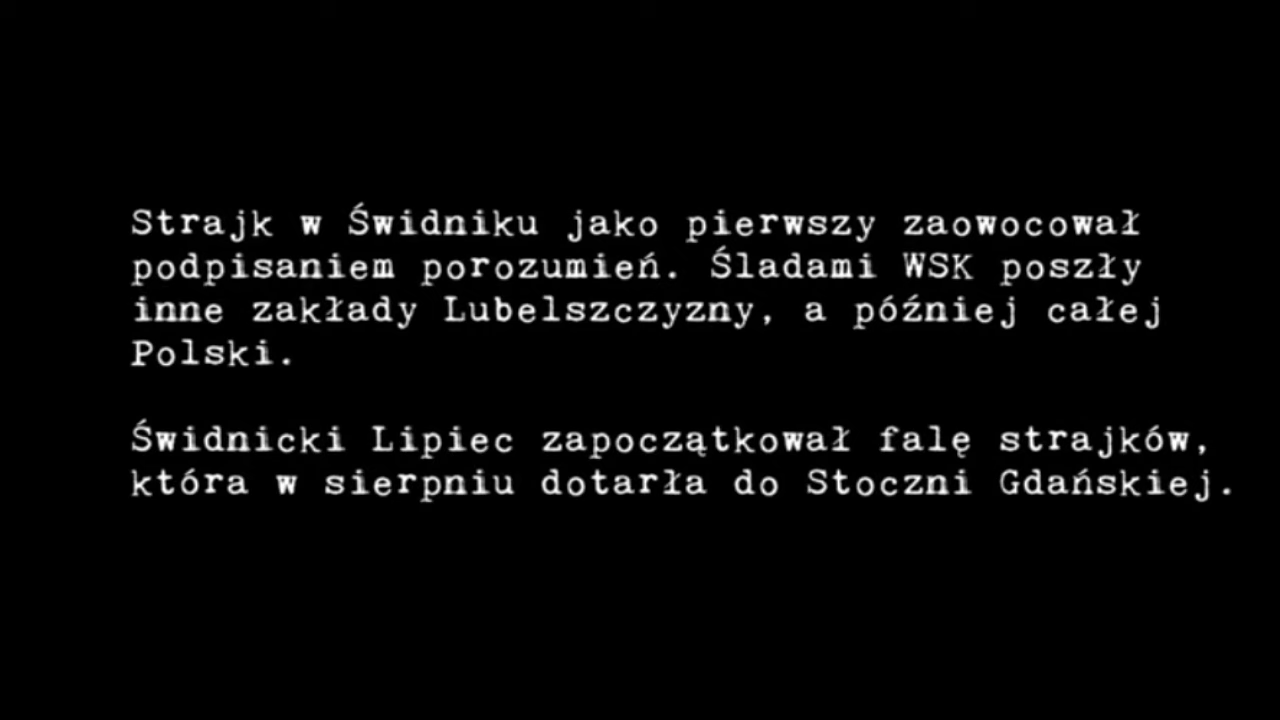 Strajk w Świdniku jako pierwszy zaowocował
podpisaniem porozumień. Śladami WSK poszły
inne zakłady Lubelszczyzny, a później całej
Polski.
Świdnicki Lipiec zapoczątkował falę strajków,
która w sierpniu dotarła do Stoczni Gdańskiej.